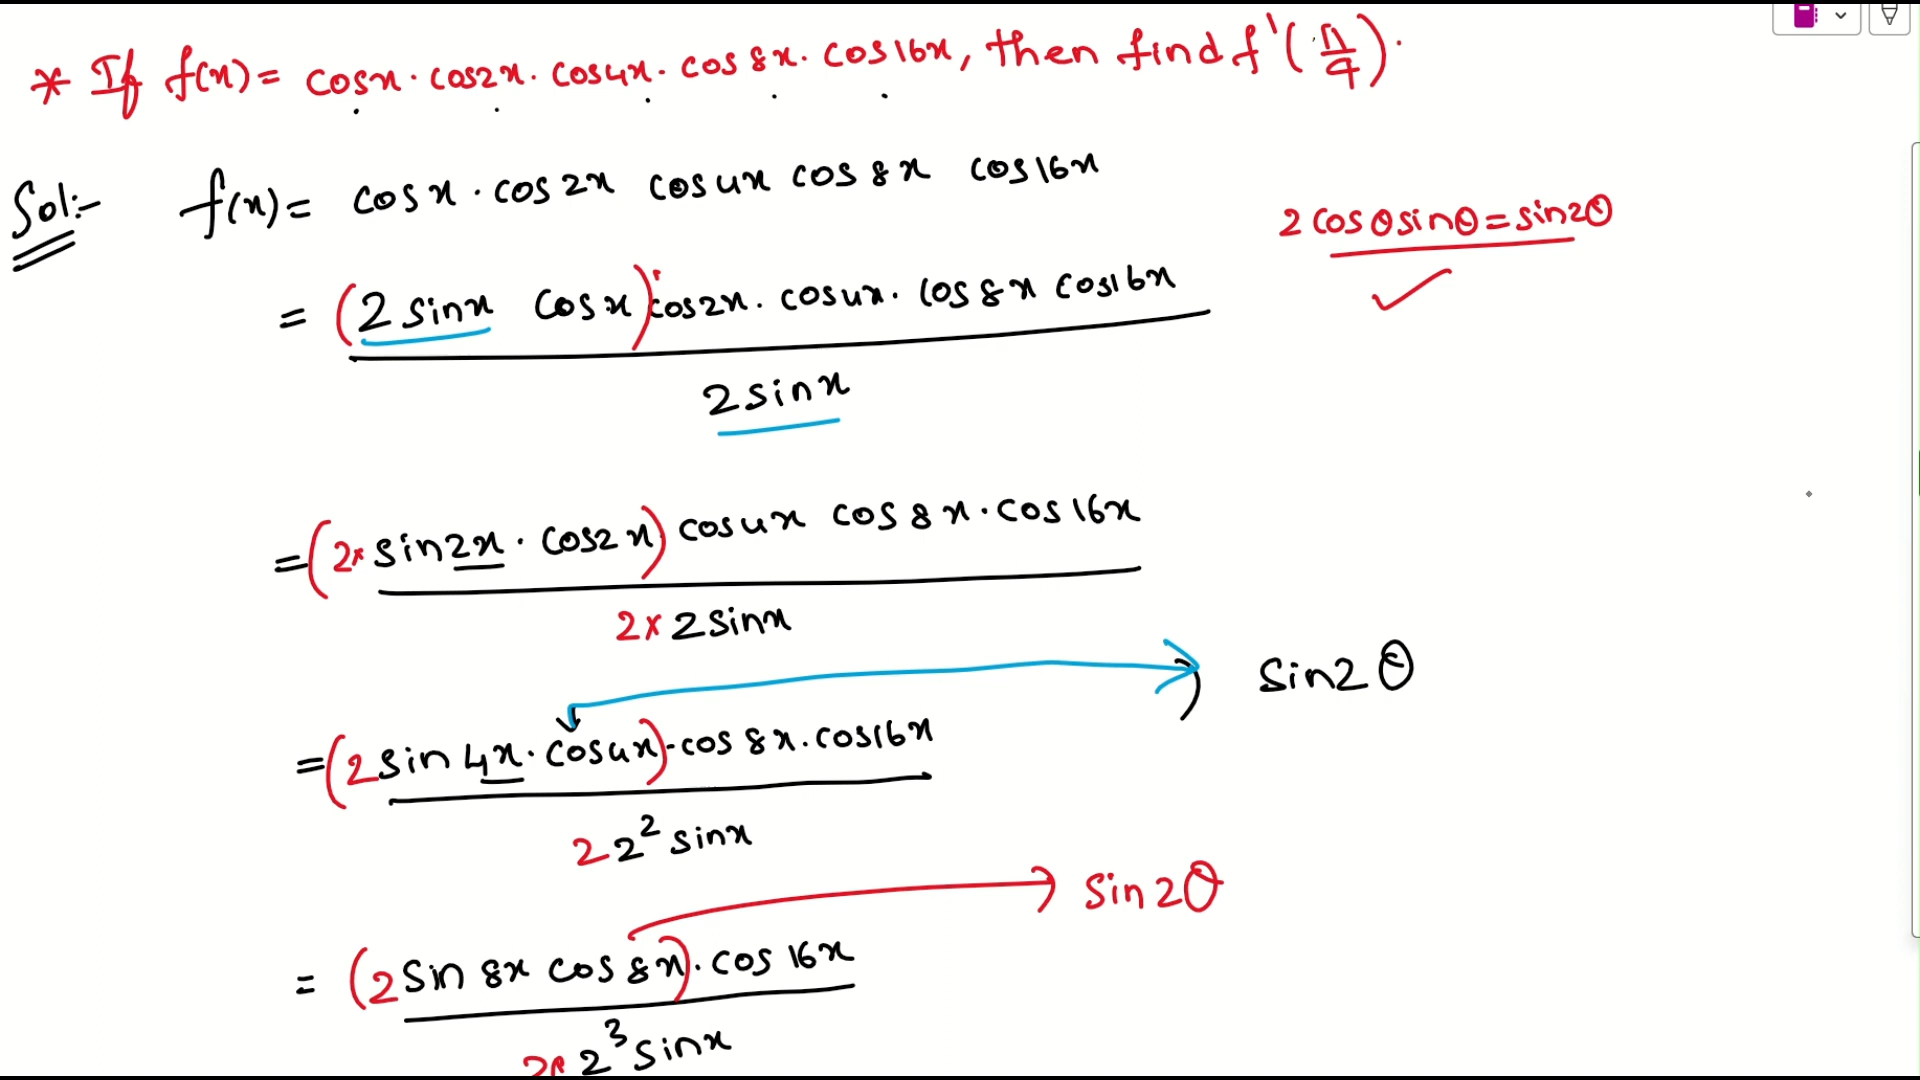 * If f(x) = cosx · cos2x · cos4x · cos8x · cos16x, then find f'(π/4).
Sol:- f(x) = cosx · cos2x cos4x cos8x cos16x
2cosθsinθ = sin2θ
= (2sinx cosx) cos2x · cos4x · cos8x cos16x
2sinx
= (2× sin2x · cos2x) cos4x cos8x · cos16x
2× 2sinx
sin2θ
= (2sin4x · cos4x) · cos8x · cos16x
2 2² sinx
sin2θ
= (2sin8x cos8x) · cos16x
2³ sinx